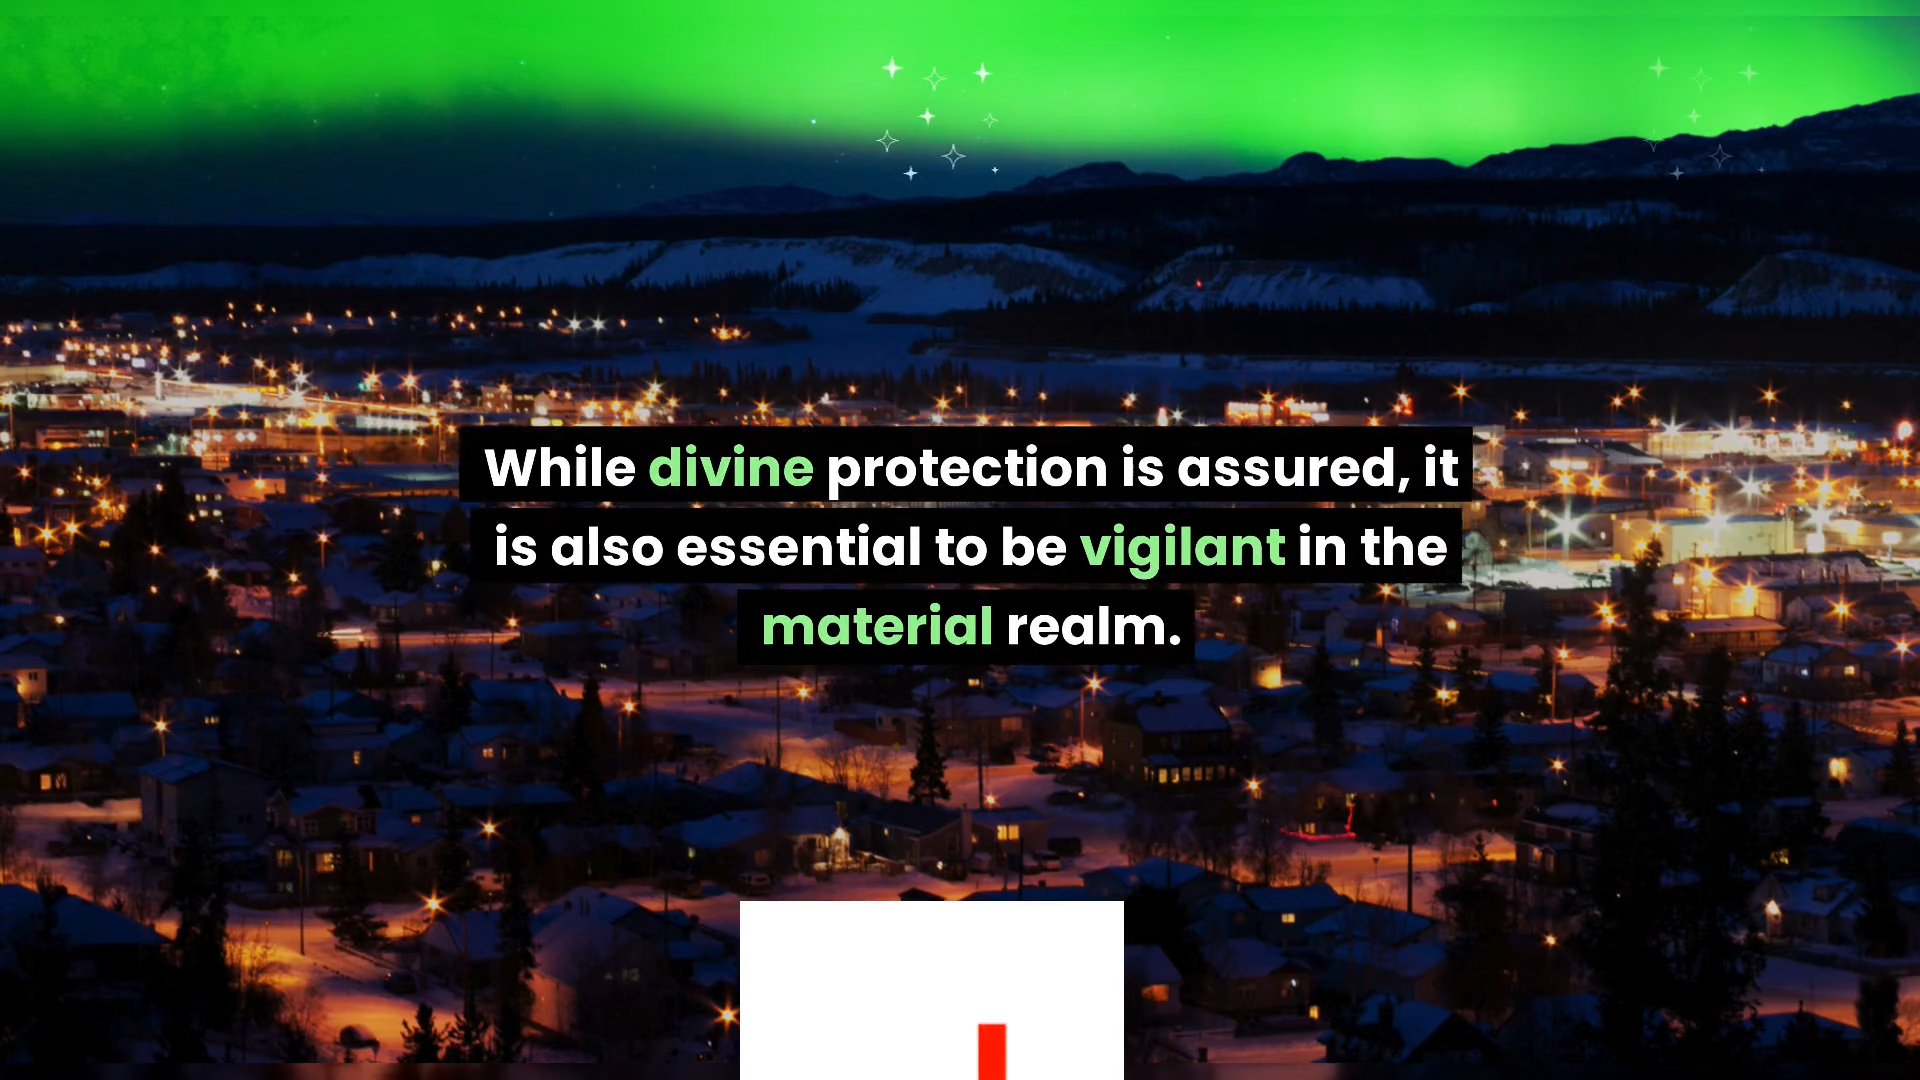 While divine protection is assured, it
is also essential to be vigilant in the
material realm.